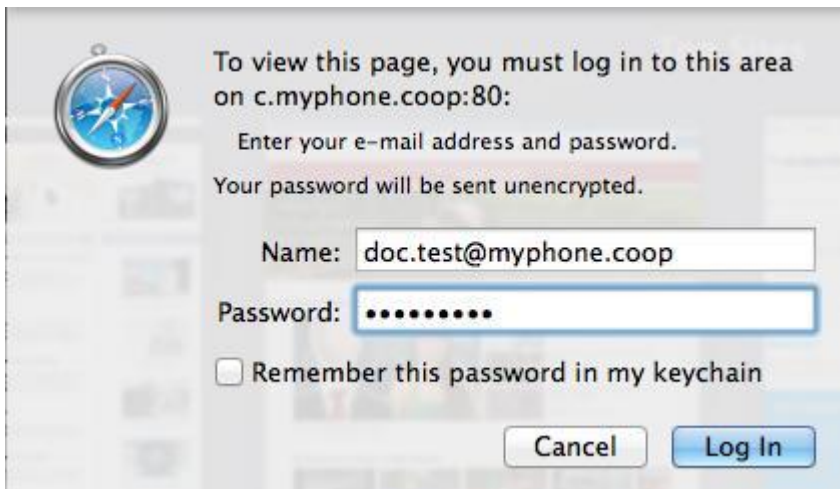 To view this page, you must log in to this area
on c.myphone.coop:80:
Enter your e-mail address and password.
Your password will be sent unencrypted.
Name: doc.test@myphone.coop
Password: •••••••••
Remember this password in my keychain
Cancel Log In